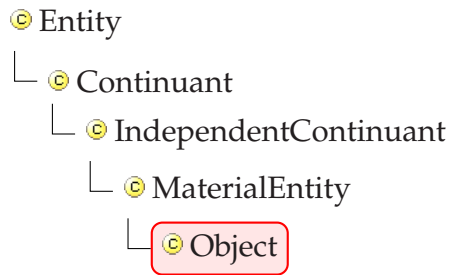 © Entity
© Continuant
© IndependentContinuant
© MaterialEntity
© Object